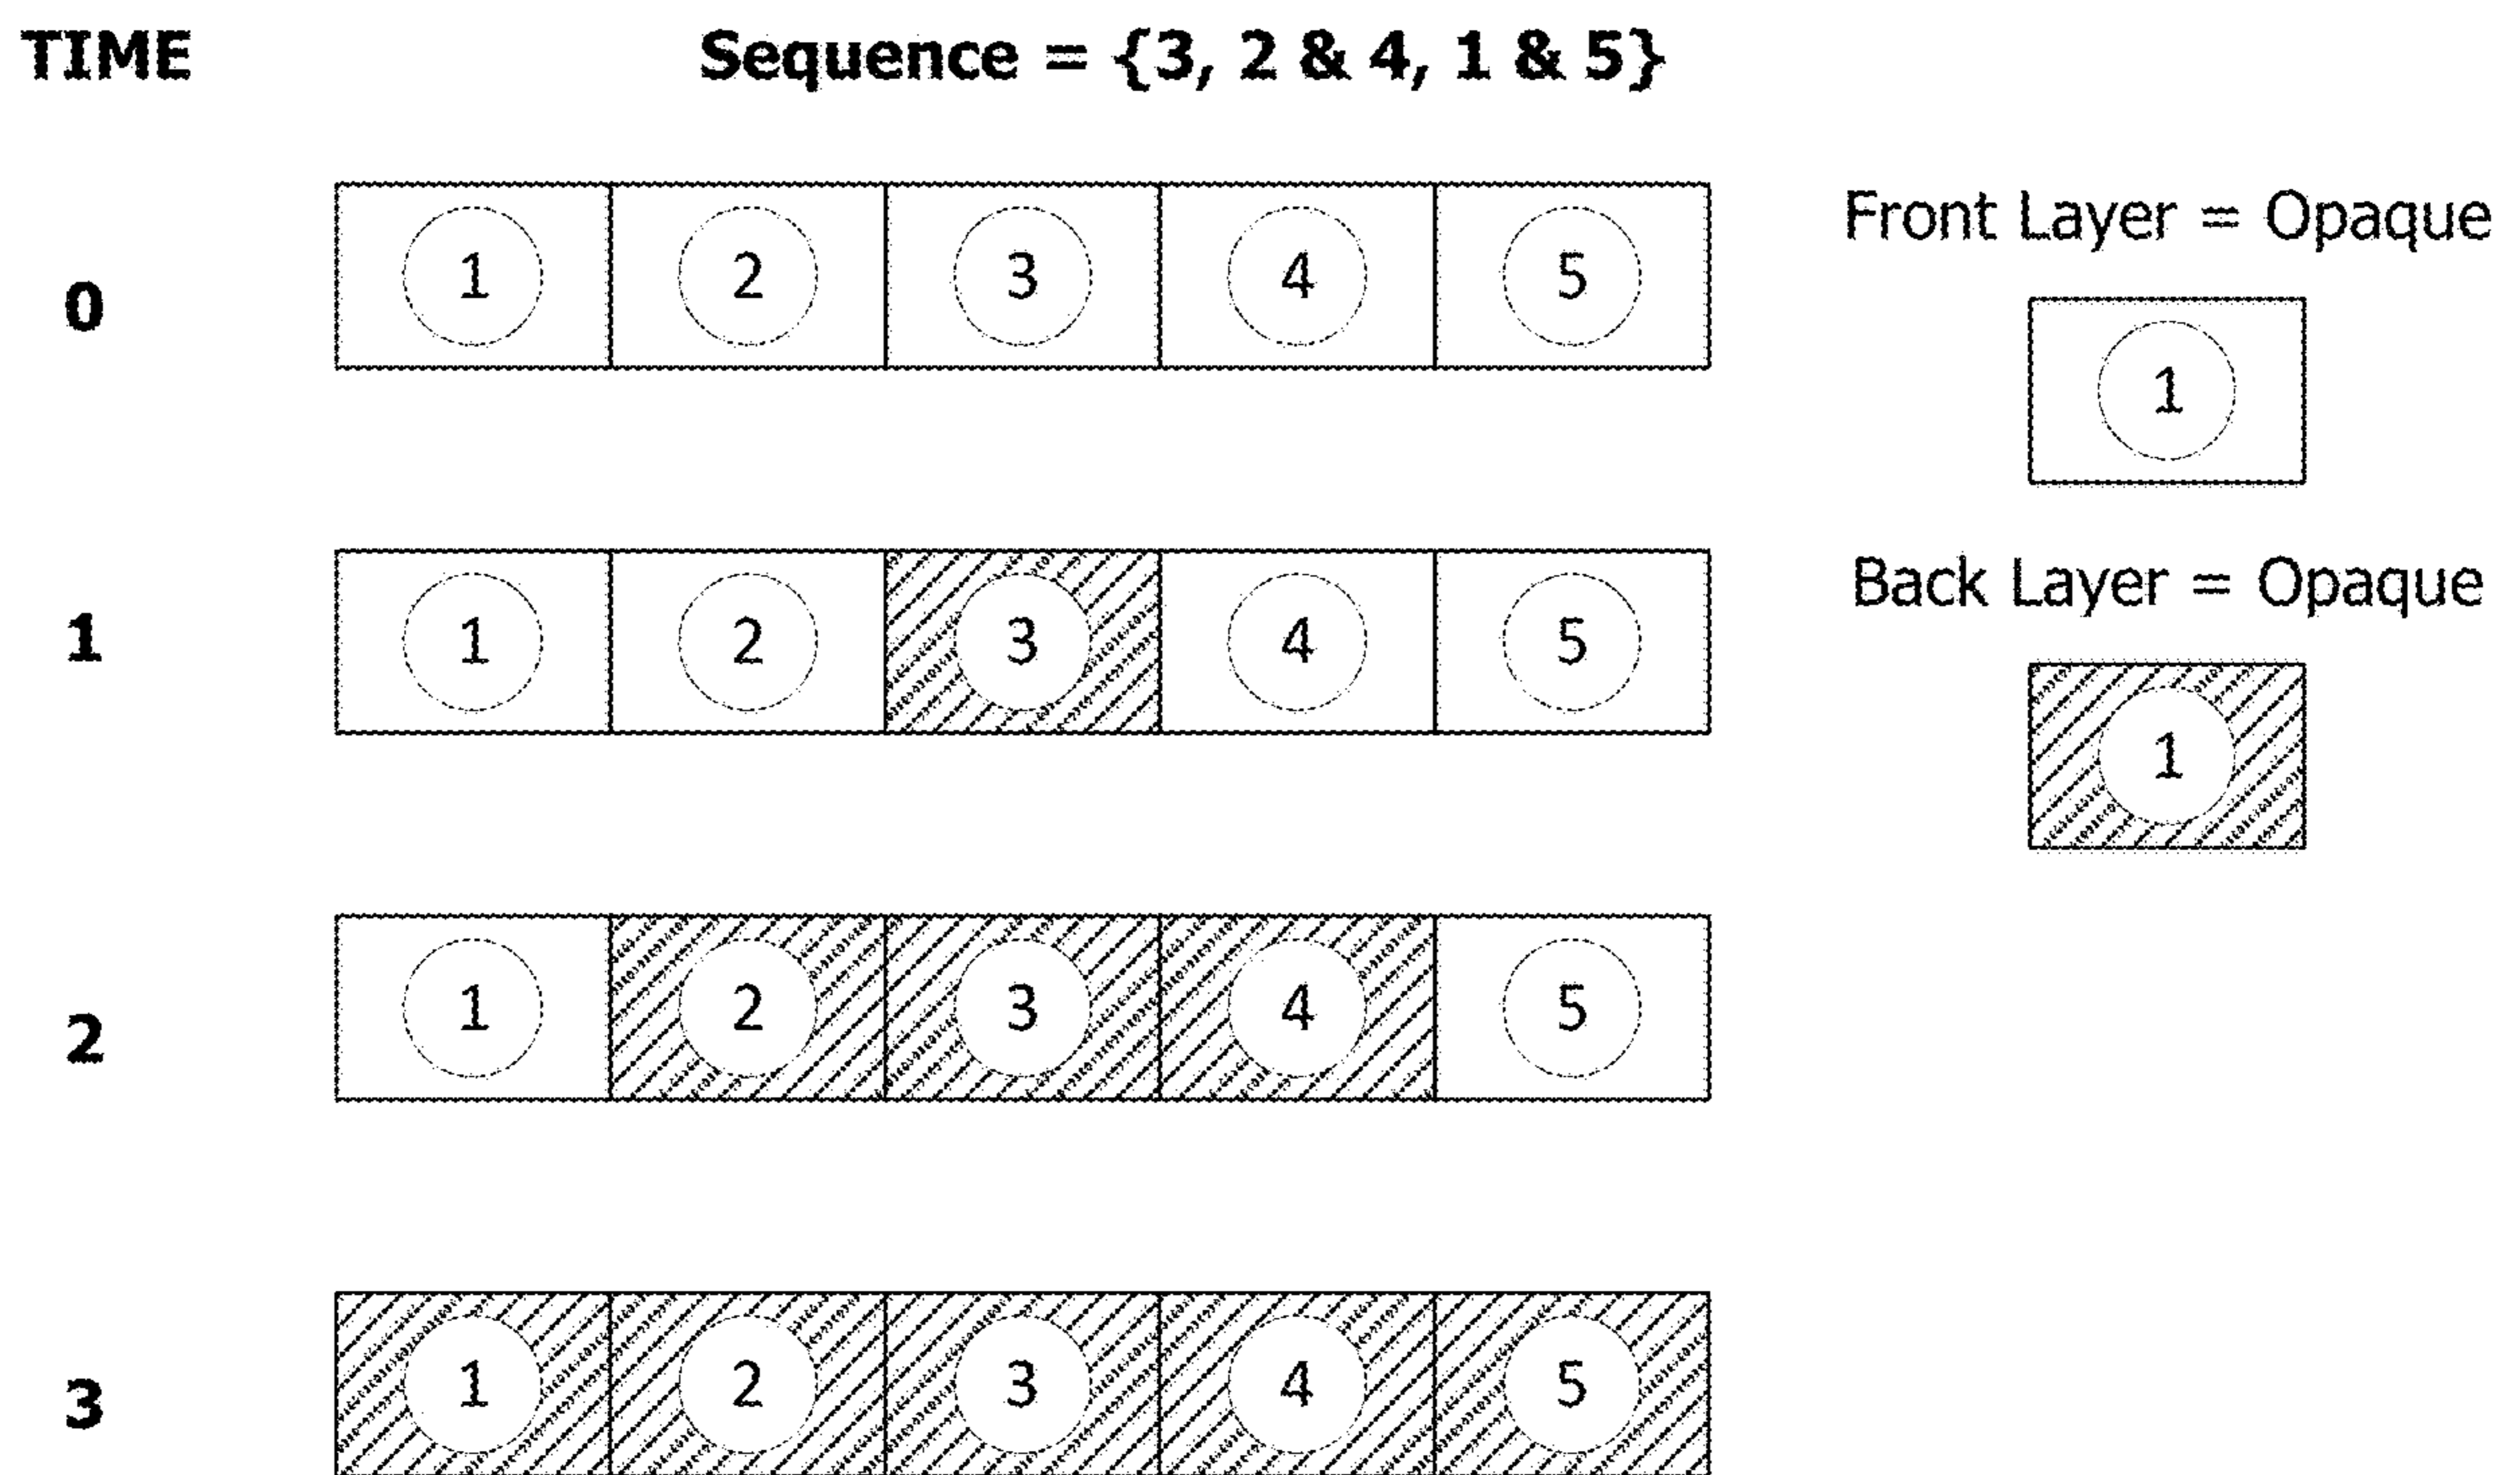 TIME Sequence = {3, 2 & 4, 1 & 5}
Front Layer = Opaque
0 1 2 3 4 5
1
Back Layer = Opaque
1 1 2 3 4 5
1
2 1 2 3 4 5
3 1 2 3 4 5